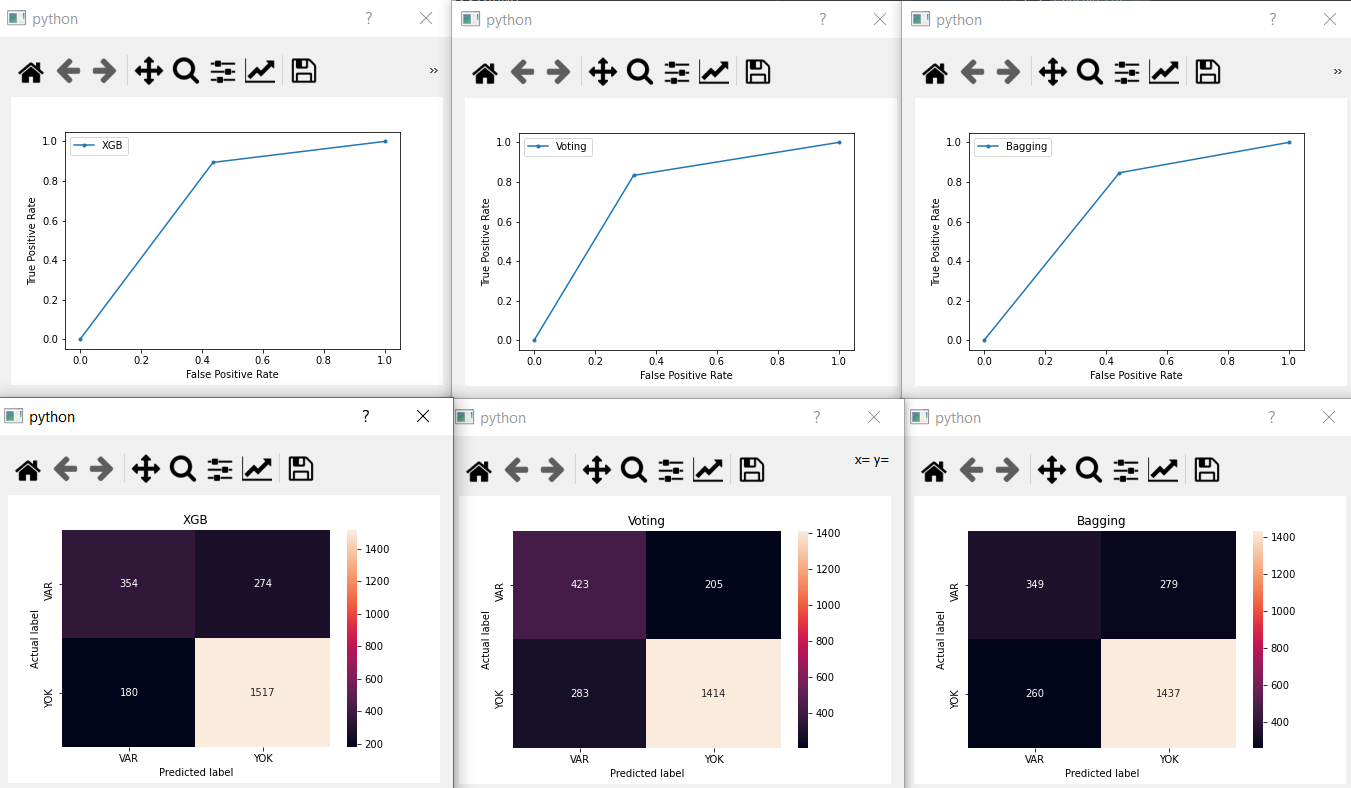 python ?
»
XGB
1.0
0.8
0.6
0.4
0.2
0.0
True Positive Rate
0.0 0.2 0.4 0.6 0.8 1.0
False Positive Rate
python ?
Voting
1.0
0.8
0.6
0.4
0.2
0.0
True Positive Rate
0.0 0.2 0.4 0.6 0.8 1.0
False Positive Rate
python ?
»
Bagging
1.0
0.8
0.6
0.4
0.2
0.0
True Positive Rate
0.0 0.2 0.4 0.6 0.8 1.0
False Positive Rate
python ?
XGB
VAR 354 274
YOK 180 1517
Actual label
VAR YOK
Predicted label
1400
1200
1000
800
600
400
200
python ?
x= y=
Voting
VAR 423 205
YOK 283 1414
Actual label
VAR YOK
Predicted label
1400
1200
1000
800
600
400
python ?
Bagging
VAR 349 279
YOK 260 1437
Actual label
VAR YOK
Predicted label
1400
1200
1000
800
600
400